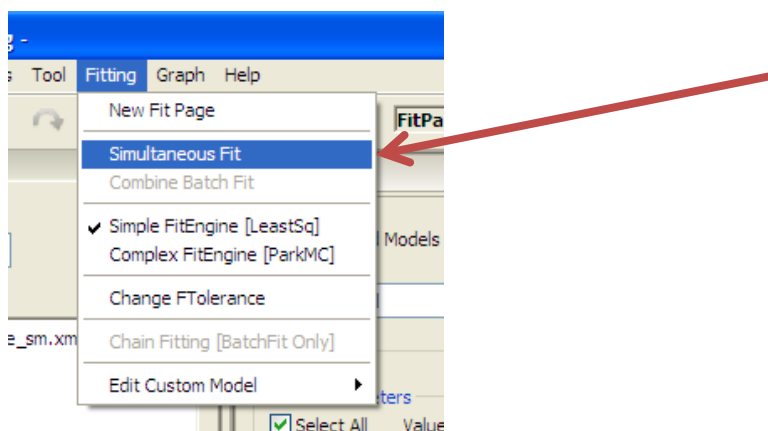 Tool Fitting Graph Help
New Fit Page
FitPa
Simultaneous Fit
Combine Batch Fit
Simple FitEngine [LeastSq]
Models
Complex FitEngine [ParkMC]
Change FTolerance
e_sm.xm
Chain Fitting [BatchFit Only]
Edit Custom Model
ters
Select All Value